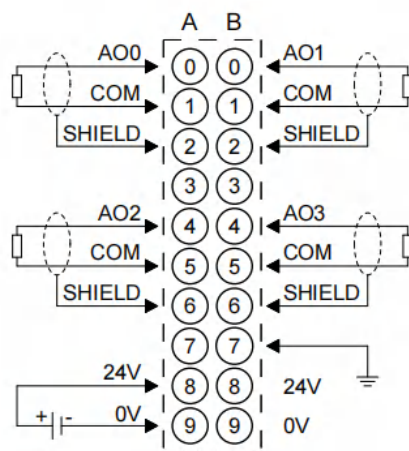 A B
AO0 0 0 AO1
COM 1 1 COM
SHIELD 2 2 SHIELD
3 3
AO2 4 4 AO3
COM 5 5 COM
SHIELD 6 6 SHIELD
7 7
24V 8 8 24V
+ - 0V 9 9 0V